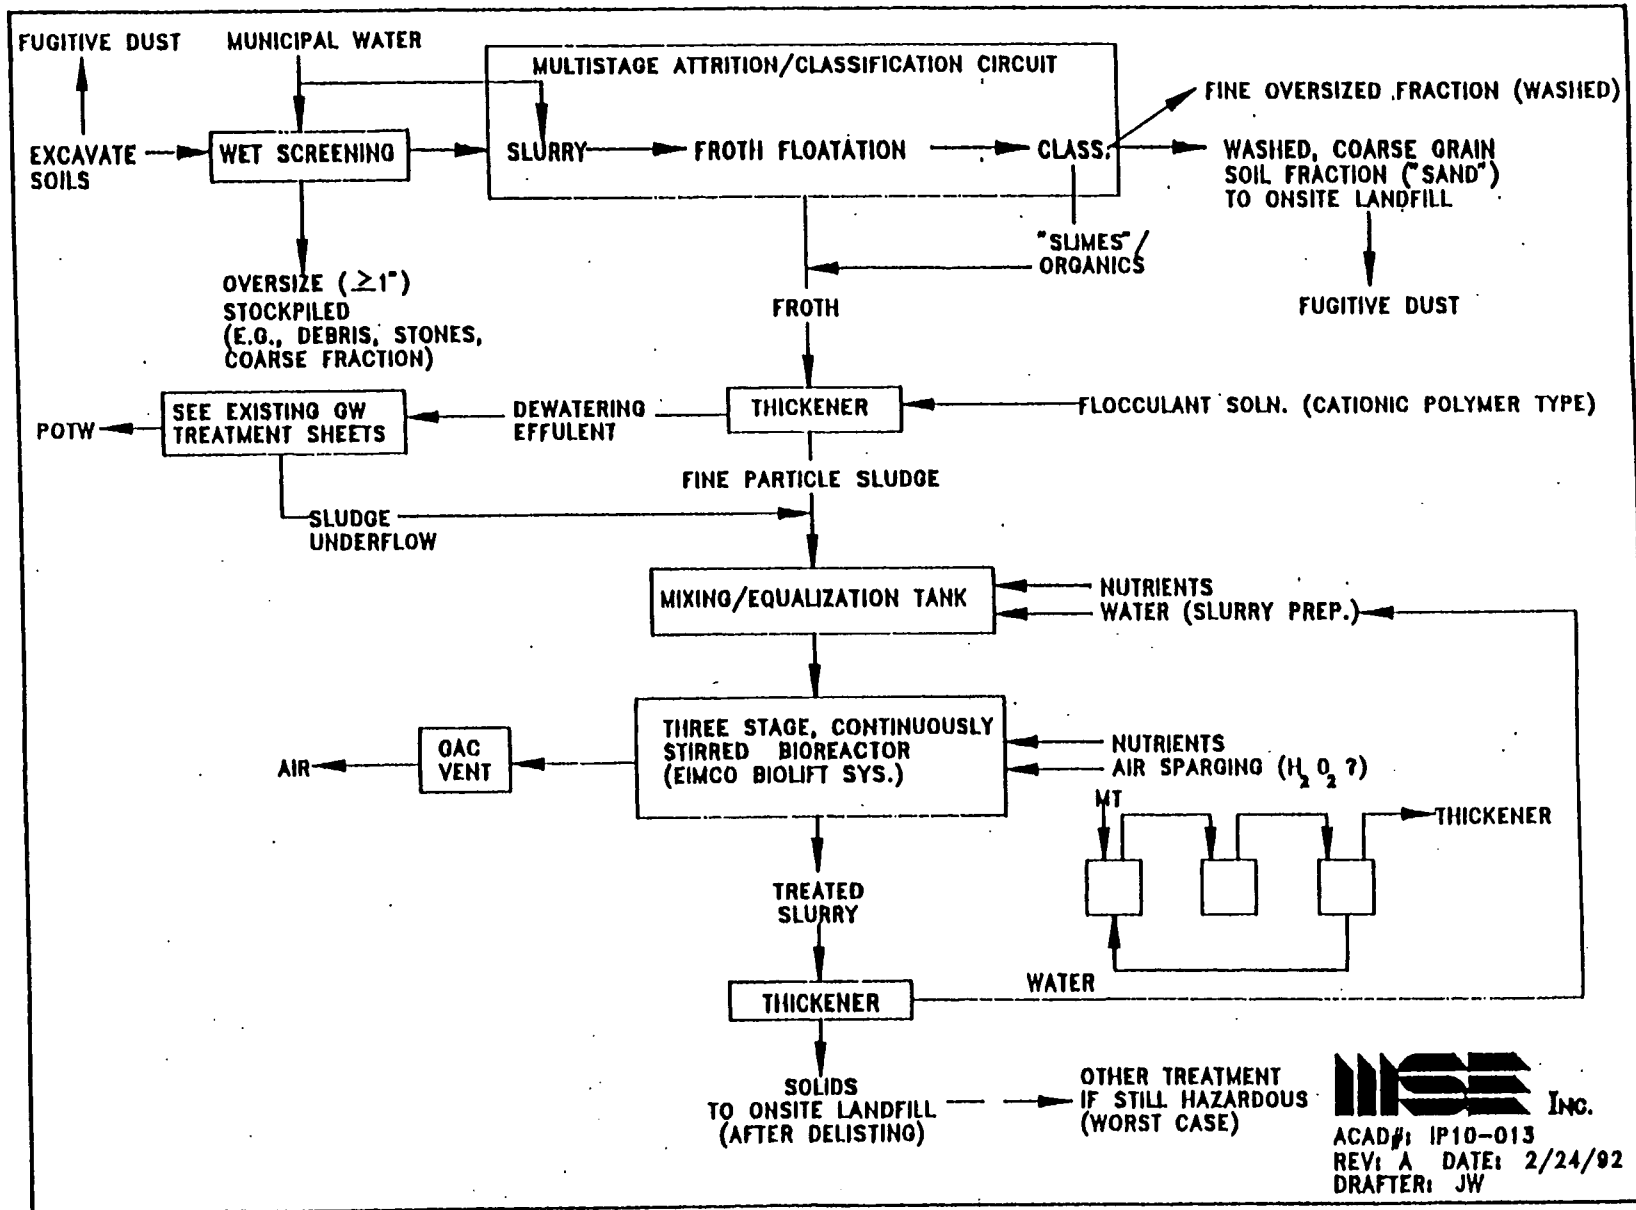 FUGITIVE DUST
MUNICIPAL WATER
MULTISTAGE ATTRITION/CLASSIFICATION CIRCUIT
FINE OVERSIZED .FRACTION (WASHED)
EXCAVATE
SOILS
WET SCREENING
SLURRY
FROTH FLOATATION
CLASS.
WASHED, COARSE GRAIN
SOIL FRACTION ("SAND")
TO ONSITE LANDFILL
"SLIMES"/
ORGANICS
OVERSIZE (≥1")
STOCKPILED
(E.G., DEBRIS, STONES,
COARSE FRACTION)
FROTH
FUGITIVE DUST
POTW
SEE EXISTING GW
TREATMENT SHEETS
DEWATERING
EFFULENT
THICKENER
FLOCCULANT SOLN. (CATIONIC POLYMER TYPE)
FINE PARTICLE SLUDGE
SLUDGE
UNDERFLOW
MIXING/EQUALIZATION TANK
NUTRIENTS
WATER (SLURRY PREP.)
AIR
GAC
VENT
THREE STAGE, CONTINUOUSLY
STIRRED BIOREACTOR
(EIMCO BIOLIFT SYS.)
NUTRIENTS
AIR SPARGING (H₂O₂?)
MT
THICKENER
TREATED
SLURRY
WATER
THICKENER
SOLIDS
TO ONSITE LANDFILL
(AFTER DELISTING)
OTHER TREATMENT
IF STILL HAZARDOUS
(WORST CASE)
MSE INC.
ACAD#: IP10-013
REV: A DATE: 2/24/92
DRAFTER: JW